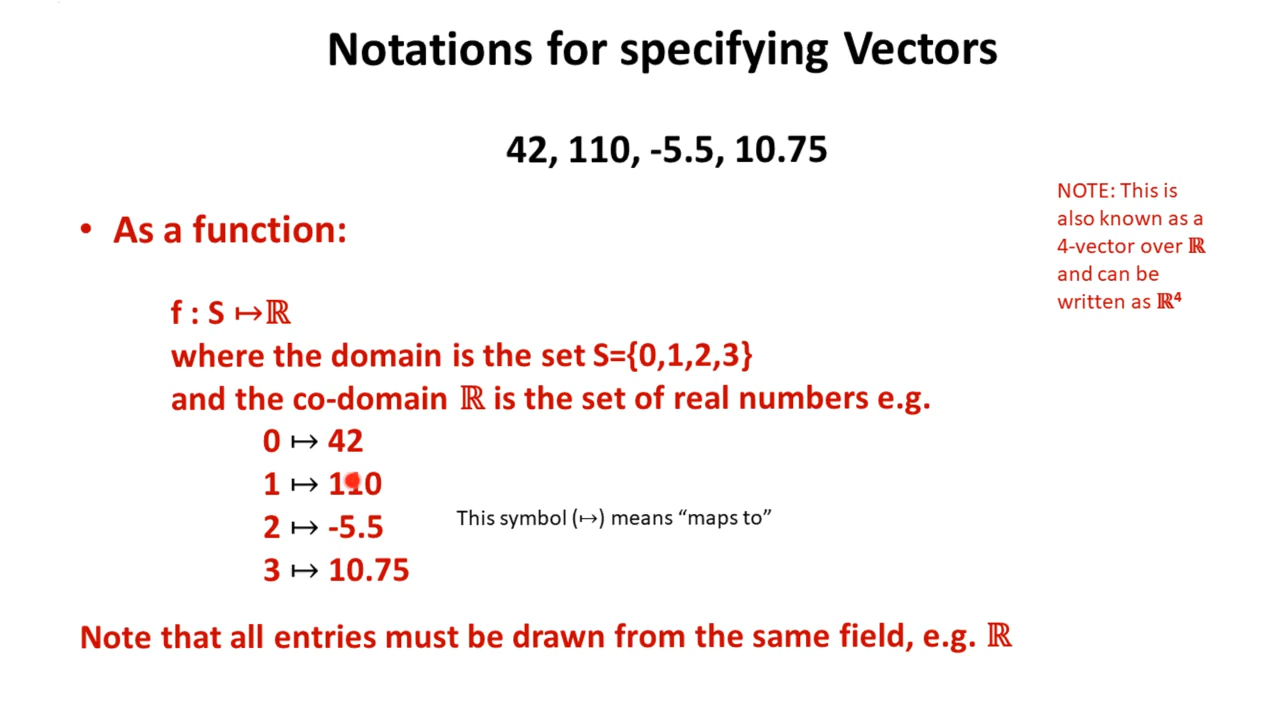 Notations for specifying Vectors
42, 110, -5.5, 10.75
NOTE: This is
also known as a
4-vector over ℝ
and can be
written as ℝ⁴
• As a function:
f : S ↦ℝ
where the domain is the set S={0,1,2,3}
and the co-domain ℝ is the set of real numbers e.g.
0 ↦ 42
1 ↦ 110
This symbol (↦) means “maps to”
2 ↦ -5.5
3 ↦ 10.75
Note that all entries must be drawn from the same field, e.g. ℝ